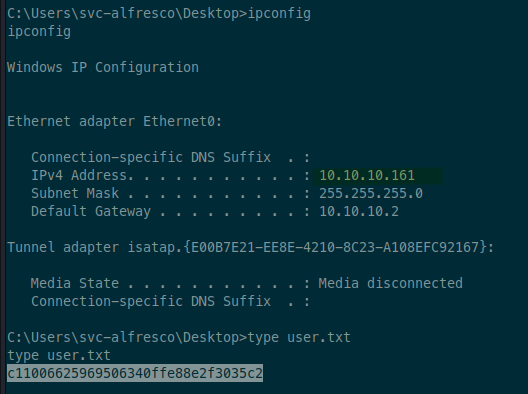 C:\Users\svc-alfresco\Desktop>ipconfig
ipconfig
Windows IP Configuration
Ethernet adapter Ethernet0:
Connection-specific DNS Suffix . :
IPv4 Address. . . . . . . . . . . : 10.10.10.161
Subnet Mask . . . . . . . . . . . : 255.255.255.0
Default Gateway . . . . . . . . . : 10.10.10.2
Tunnel adapter isatap.{E00B7E21-EE8E-4210-8C23-A108EFC92167}:
Media State . . . . . . . . . . . : Media disconnected
Connection-specific DNS Suffix . :
C:\Users\svc-alfresco\Desktop>type user.txt
type user.txt
c11006625969506340ffe88e2f3035c2